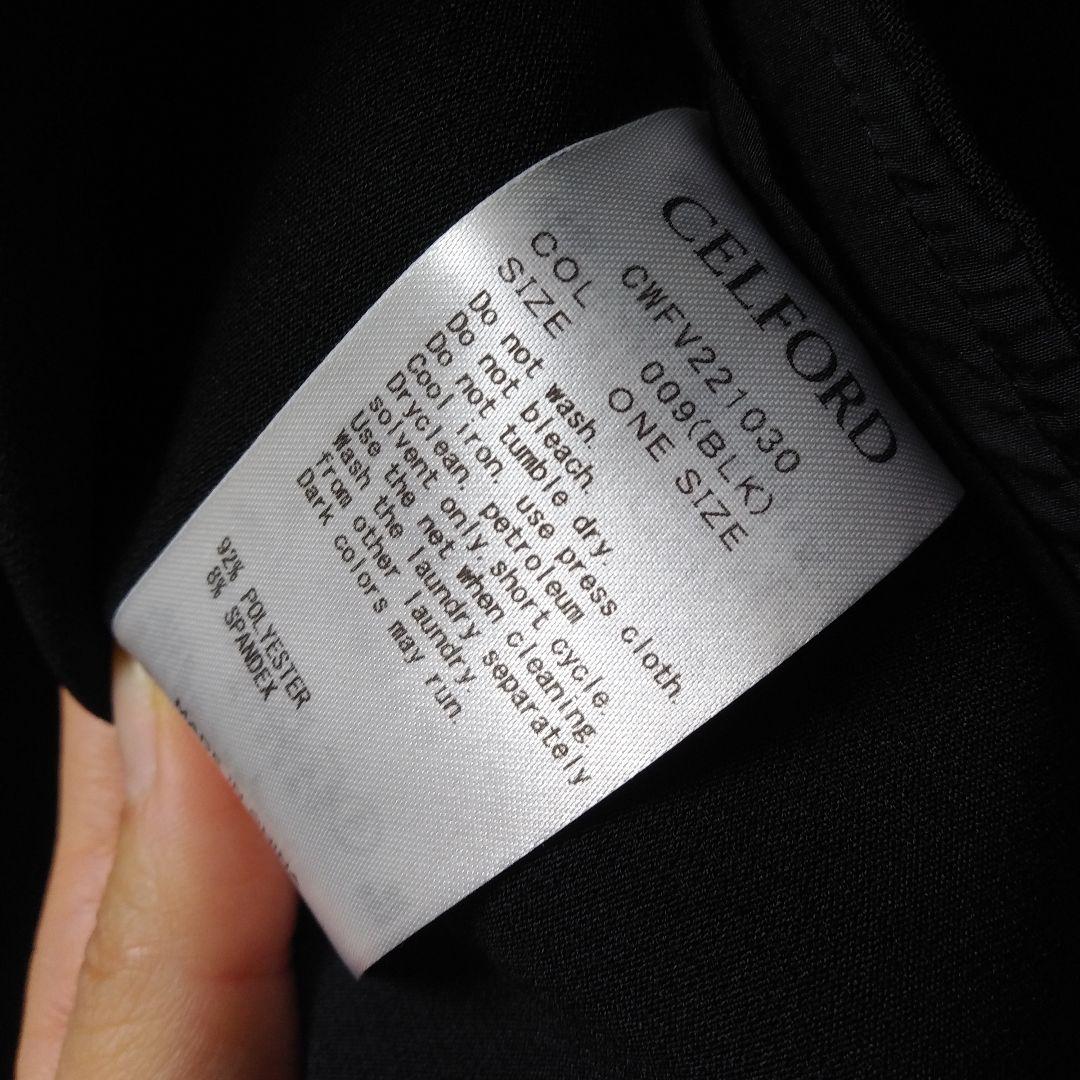 CELFORD
CWFV221030
COL 009(BLK)
SIZE ONE SIZE
Do not wash.
Do not bleach.
Do not tumble dry.
Cool iron. use press cloth.
Dryclean. petroleum
solvent only, short cycle.
Use the net when cleaning.
Wash the laundry separately
from other laundry.
Dark colors may run.
92% POLYESTER
8% SPANDEX